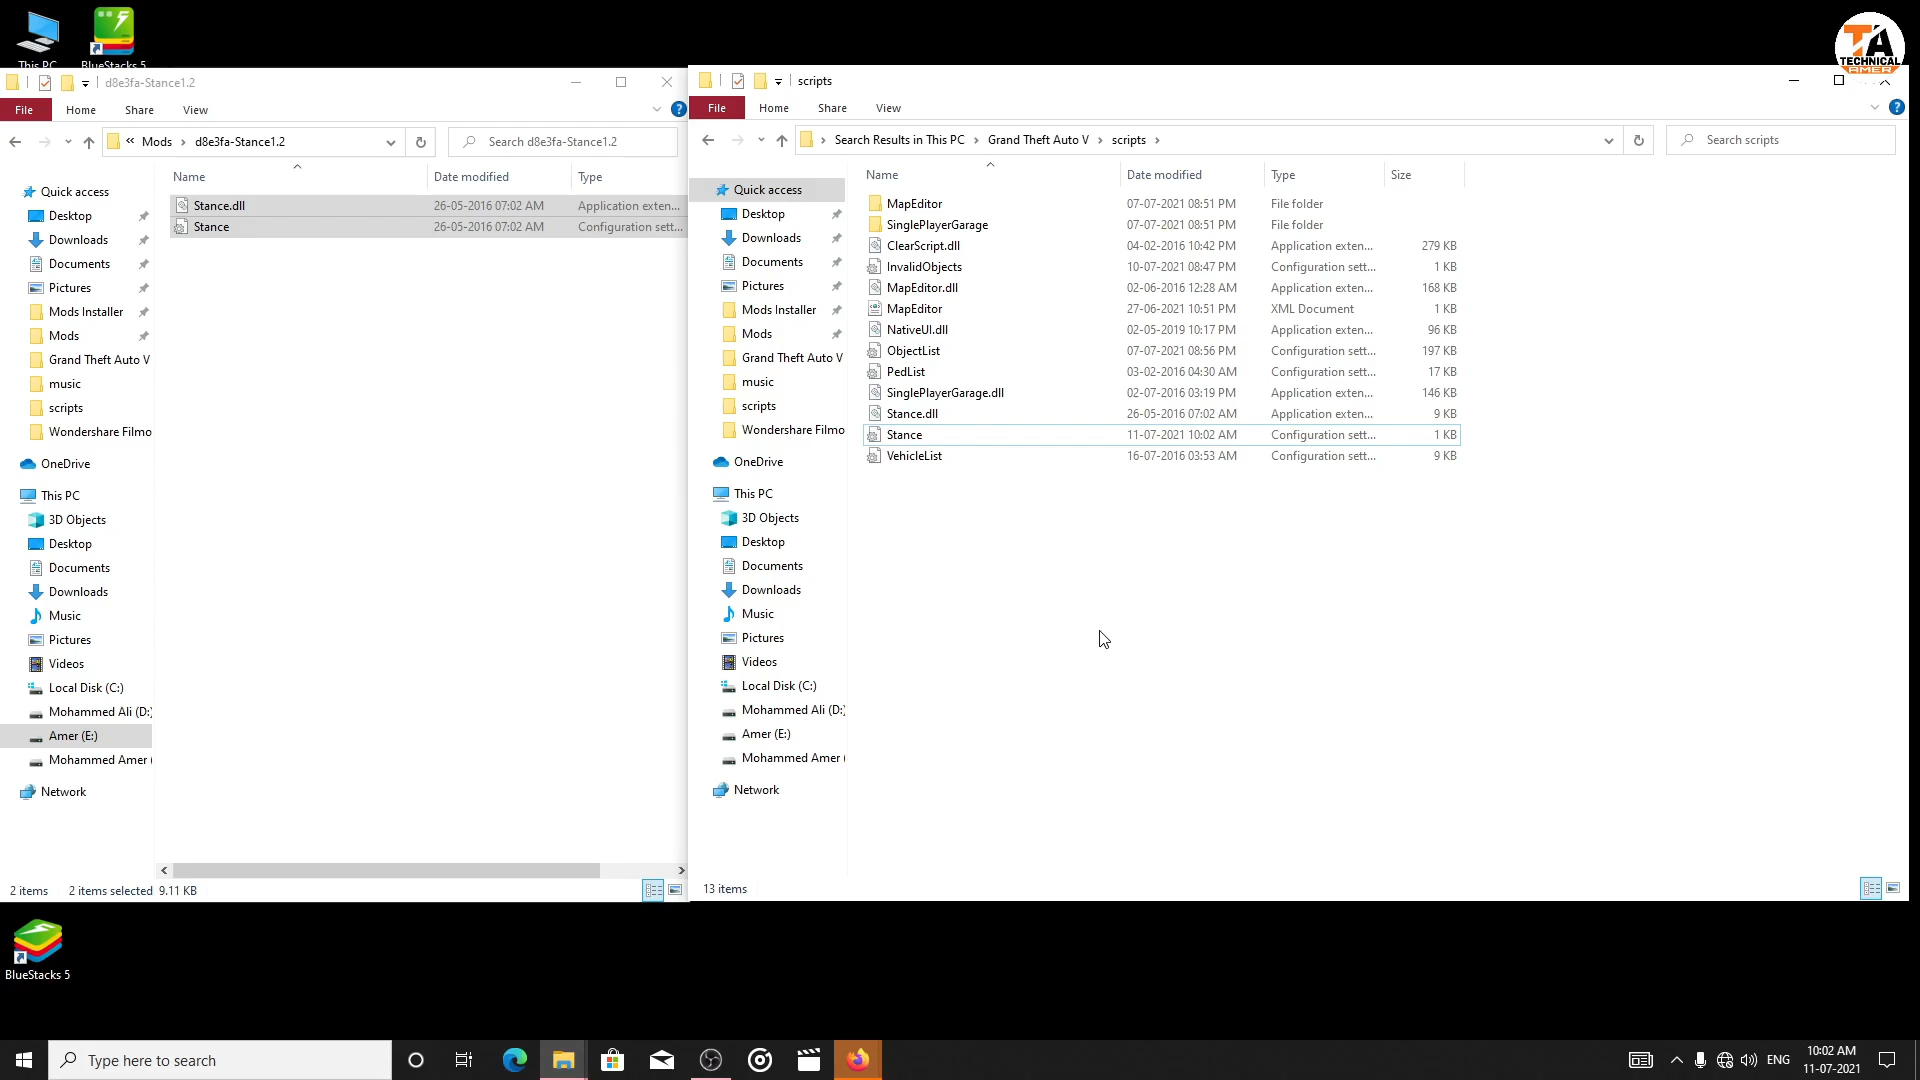 This PC
BlueStacks 5
TA
TECHNICAL
AMER
d8e3fa-Stance1.2
File
Home
Share
View
« Mods › d8e3fa-Stance1.2
Search d8e3fa-Stance1.2
Name
Date modified
Type
Quick access
Desktop
Downloads
Documents
Pictures
Mods Installer
Mods
Grand Theft Auto V
music
scripts
Wondershare Filmo
OneDrive
This PC
3D Objects
Desktop
Documents
Downloads
Music
Pictures
Videos
Local Disk (C:)
Mohammed Ali (D:)
Amer (E:)
Mohammed Amer (
Network
Stance.dll 26-05-2016 07:02 AM Application exten...
Stance 26-05-2016 07:02 AM Configuration sett...
2 items 2 items selected 9.11 KB
scripts
File
Home
Share
View
› Search Results in This PC › Grand Theft Auto V › scripts ›
Search scripts
Name
Date modified
Type
Size
Quick access
Desktop
Downloads
Documents
Pictures
Mods Installer
Mods
Grand Theft Auto V
music
scripts
Wondershare Filmo
OneDrive
This PC
3D Objects
Desktop
Documents
Downloads
Music
Pictures
Videos
Local Disk (C:)
Mohammed Ali (D:)
Amer (E:)
Mohammed Amer (
Network
MapEditor 07-07-2021 08:51 PM File folder
SinglePlayerGarage 07-07-2021 08:51 PM File folder
ClearScript.dll 04-02-2016 10:42 PM Application exten... 279 KB
InvalidObjects 10-07-2021 08:47 PM Configuration sett... 1 KB
MapEditor.dll 02-06-2016 12:28 AM Application exten... 168 KB
MapEditor 27-06-2021 10:51 PM XML Document 1 KB
NativeUI.dll 02-05-2019 10:17 PM Application exten... 96 KB
ObjectList 07-07-2021 08:56 PM Configuration sett... 197 KB
PedList 03-02-2016 04:30 AM Configuration sett... 17 KB
SinglePlayerGarage.dll 02-07-2016 03:19 PM Application exten... 146 KB
Stance.dll 26-05-2016 07:02 AM Application exten... 9 KB
Stance 11-07-2021 10:02 AM Configuration sett... 1 KB
VehicleList 16-07-2016 03:53 AM Configuration sett... 9 KB
13 items
BlueStacks 5
Type here to search
ENG
10:02 AM
11-07-2021